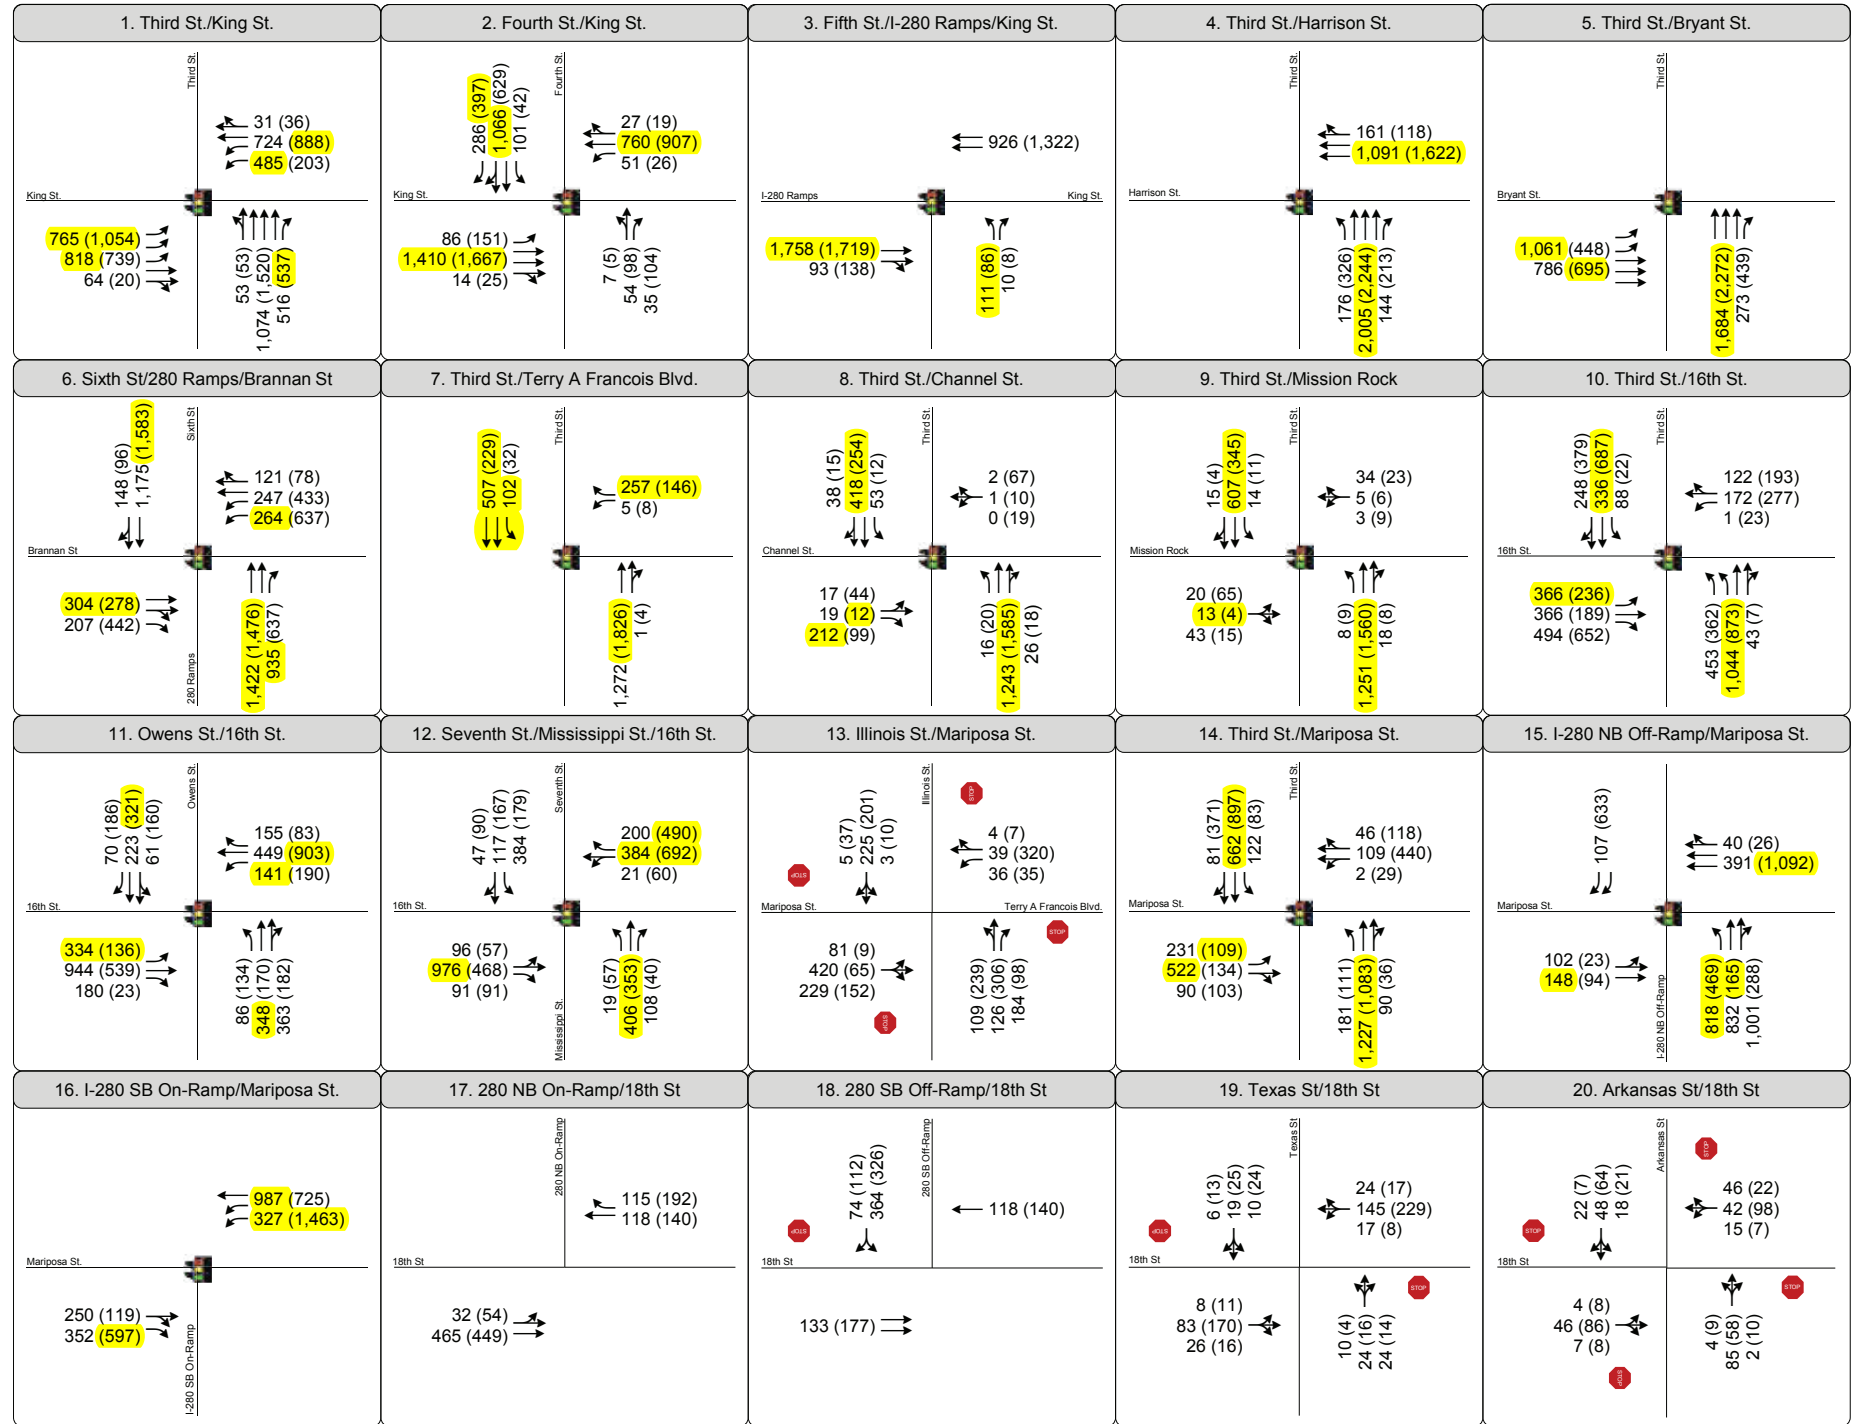 1. Third St./King St.
Third St.
31 (36)
724 (888)
485 (203)
King St.
765 (1,054)
818 (739)
64 (20)
53 (53)
1,074 (1,520)
516 (537)
2. Fourth St./King St.
286 (397)
1,066 (629)
101 (42)
Fourth St.
27 (19)
760 (907)
51 (26)
King St.
86 (151)
1,410 (1,667)
14 (25)
7 (5)
54 (98)
35 (104)
3. Fifth St./I-280 Ramps/King St.
926 (1,322)
I-280 Ramps
King St.
1,758 (1,719)
93 (138)
111 (86)
10 (8)
4. Third St./Harrison St.
Third St.
161 (118)
1,091 (1,622)
Harrison St.
176 (326)
2,005 (2,244)
144 (213)
5. Third St./Bryant St.
Third St.
Bryant St.
1,061 (448)
786 (695)
1,684 (2,272)
273 (439)
6. Sixth St/280 Ramps/Brannan St
148 (96)
1,175 (1,583)
Sixth St
121 (78)
247 (433)
264 (637)
Brannan St
304 (278)
207 (442)
280 Ramps
1,422 (1,476)
935 (637)
7. Third St./Terry A Francois Blvd.
507 (229)
102 (32)
Third St.
257 (146)
5 (8)
1,272 (1,826)
1 (4)
8. Third St./Channel St.
38 (15)
418 (254)
53 (12)
Third St.
2 (67)
1 (10)
0 (19)
Channel St.
17 (44)
19 (12)
212 (99)
16 (20)
1,243 (1,585)
26 (18)
9. Third St./Mission Rock
15 (4)
607 (345)
14 (11)
Third St.
34 (23)
5 (6)
3 (9)
Mission Rock
20 (65)
13 (4)
43 (15)
8 (9)
1,251 (1,560)
18 (8)
10. Third St./16th St.
248 (379)
336 (687)
88 (22)
Third St.
122 (193)
172 (277)
1 (23)
16th St.
366 (236)
366 (189)
494 (652)
453 (362)
1,044 (873)
43 (7)
11. Owens St./16th St.
70 (186)
223 (321)
61 (160)
Owens St.
155 (83)
449 (903)
141 (190)
16th St.
334 (136)
944 (539)
180 (23)
86 (134)
348 (170)
363 (182)
12. Seventh St./Mississippi St./16th St.
47 (90)
117 (167)
384 (179)
Seventh St.
200 (490)
384 (692)
21 (60)
16th St.
96 (57)
976 (468)
91 (91)
Mississippi St.
19 (57)
406 (353)
108 (40)
13. Illinois St./Mariposa St.
5 (37)
225 (201)
3 (10)
Illinois St.
STOP
4 (7)
39 (320)
36 (35)
STOP
Mariposa St.
Terry A Francois Blvd.
STOP
81 (9)
420 (65)
229 (152)
STOP
109 (239)
126 (306)
184 (98)
14. Third St./Mariposa St.
81 (371)
662 (897)
122 (83)
Third St.
46 (118)
109 (440)
2 (29)
Mariposa St.
231 (109)
522 (134)
90 (103)
181 (111)
1,227 (1,083)
90 (36)
15. I-280 NB Off-Ramp/Mariposa St.
107 (633)
40 (26)
391 (1,092)
Mariposa St.
102 (23)
148 (94)
I-280 NB Off-Ramp
818 (469)
832 (165)
1,001 (288)
16. I-280 SB On-Ramp/Mariposa St.
987 (725)
327 (1,463)
Mariposa St.
250 (119)
352 (597)
I-280 SB On-Ramp
17. 280 NB On-Ramp/18th St
280 NB On-Ramp
115 (192)
118 (140)
18th St
32 (54)
465 (449)
18. 280 SB Off-Ramp/18th St
74 (112)
364 (326)
280 SB Off-Ramp
118 (140)
STOP
18th St
133 (177)
19. Texas St/18th St
6 (13)
19 (25)
10 (24)
Texas St
24 (17)
145 (229)
17 (8)
STOP
18th St
STOP
8 (11)
83 (170)
26 (16)
10 (4)
24 (16)
24 (14)
20. Arkansas St/18th St
22 (7)
48 (64)
18 (21)
Arkansas St
STOP
46 (22)
42 (98)
15 (7)
STOP
18th St
STOP
4 (8)
46 (86)
7 (8)
STOP
4 (9)
85 (58)
2 (10)